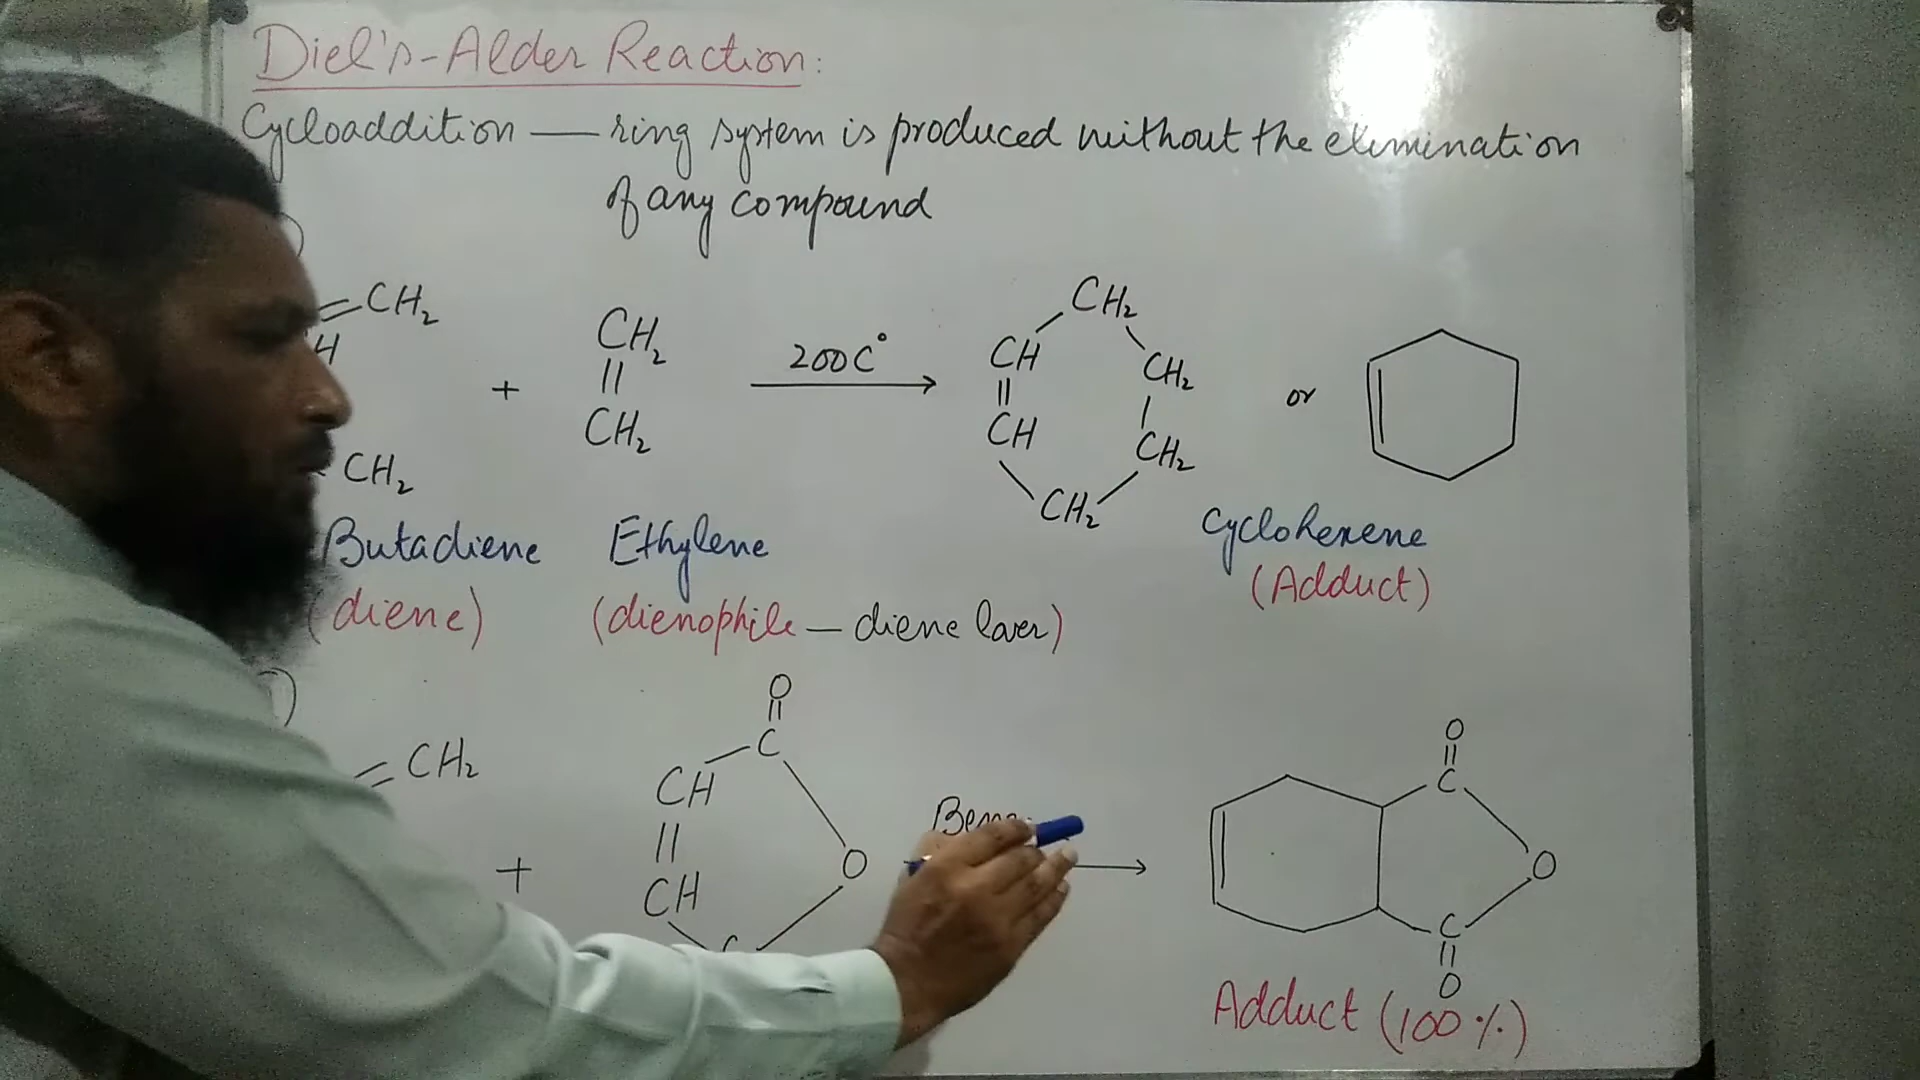 Diel's-Alder Reaction:
Cycloaddition — ring system is produced without the elimination
of any compound
=CH₂
H
CH₂
CH₂
||
CH₂
+
200C°
CH₂
CH
||
CH
CH₂
CH₂
CH₂
or
Butadiene Ethylene Cyclohexene
(diene) (dienophile — diene lover) (Adduct)
=CH₂
+
O
||
C
CH
||
CH
O
O
||
C
O
C
||
O
Adduct (100%)